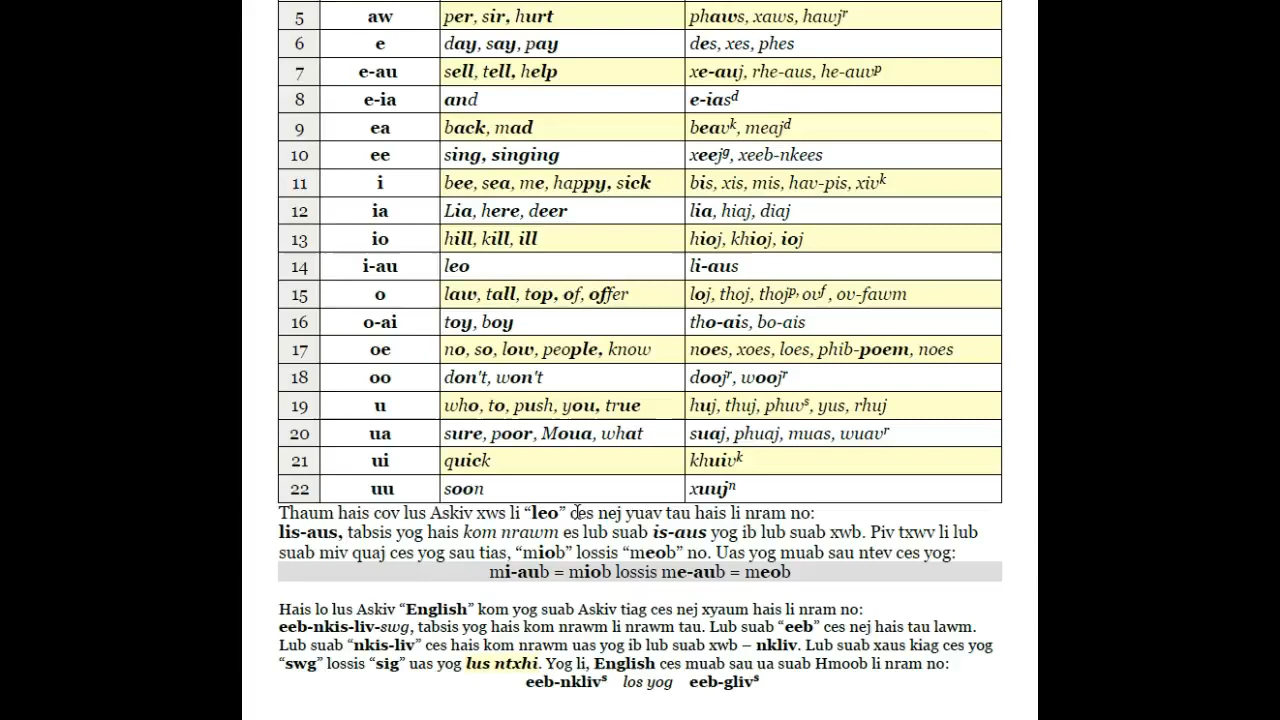 5 aw per, sir, hurt phaws, xaws, hawjʳ
6 e day, say, pay des, xes, phes
7 e-au sell, tell, help xe-auj, rhe-aus, he-auvᵖ
8 e-ia and e-iasᵈ
9 ea back, mad beavᵏ, meajᵈ
10 ee sing, singing xeejᵍ, xeeb-nkees
11 i bee, sea, me, happy, sick bis, xis, mis, hav-pis, xivᵏ
12 ia Lia, here, deer lia, hiaj, diaj
13 io hill, kill, ill hioj, khioj, ioj
14 i-au leo li-aus
15 o law, tall, top, of, offer loj, thoj, thojᵖ, ovᶠ, ov-fawm
16 o-ai toy, boy tho-ais, bo-ais
17 oe no, so, low, people, know noes, xoes, loes, phib-poem, noes
18 oo don't, won't doojʳ, woojʳ
19 u who, to, push, you, true huj, thuj, phuvˢ, yus, rhuj
20 ua sure, poor, Moua, what suaj, phuaj, muas, wuavʳ
21 ui quick khuivᵏ
22 uu soon xuujⁿ
Thaum hais cov lus Askiv xws li “leo” ces nej yuav tau hais li nram no:
lis-aus, tabsis yog hais kom nrawm es lub suab is-aus yog ib lub suab xwb. Piv txwv li lub
suab miv quaj ces yog sau tias, “miob” lossis “meob” no. Uas yog muab sau ntev ces yog:
mi-aub = miob lossis me-aub = meob
Hais lo lus Askiv “English” kom yog suab Askiv tiag ces nej xyaum hais li nram no:
eeb-nkis-liv-swg, tabsis yog hais kom nrawm li nrawm tau. Lub suab “eeb” ces nej hais tau lawm.
Lub suab “nkis-liv” ces hais kom nrawm uas yog ib lub suab xwb – nkliv. Lub suab xaus kiag ces yog
“swg” lossis “sig” uas yog lus ntxhi. Yog li, English ces muab sau ua suab Hmoob li nram no:
eeb-nklivˢ los yog eeb-glivˢ